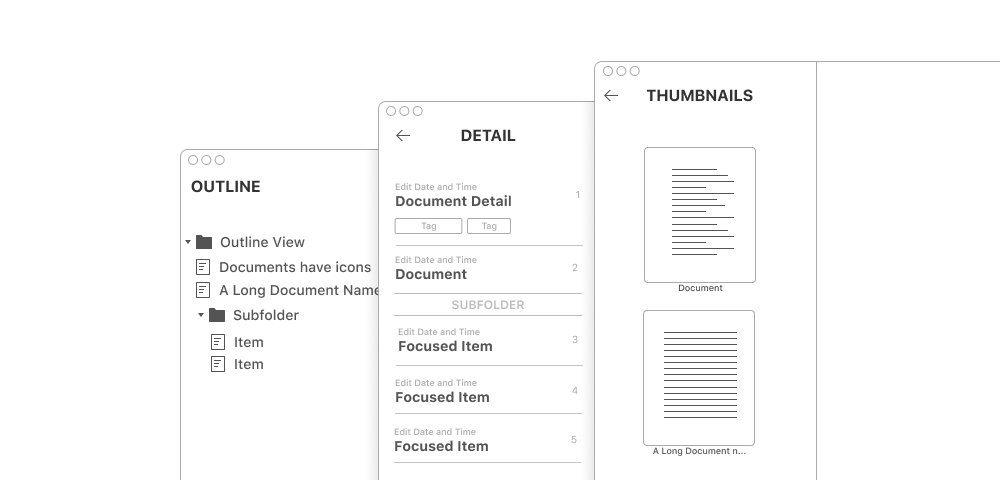 OUTLINE
Outline View
Documents have icons
A Long Document Name
Subfolder
Item
Item
DETAIL
Edit Date and Time
Document Detail
1
Tag
Tag
Edit Date and Time
Document
2
SUBFOLDER
Edit Date and Time
Focused Item
3
Edit Date and Time
Focused Item
4
Edit Date and Time
Focused Item
5
THUMBNAILS
Document
A Long Document n...